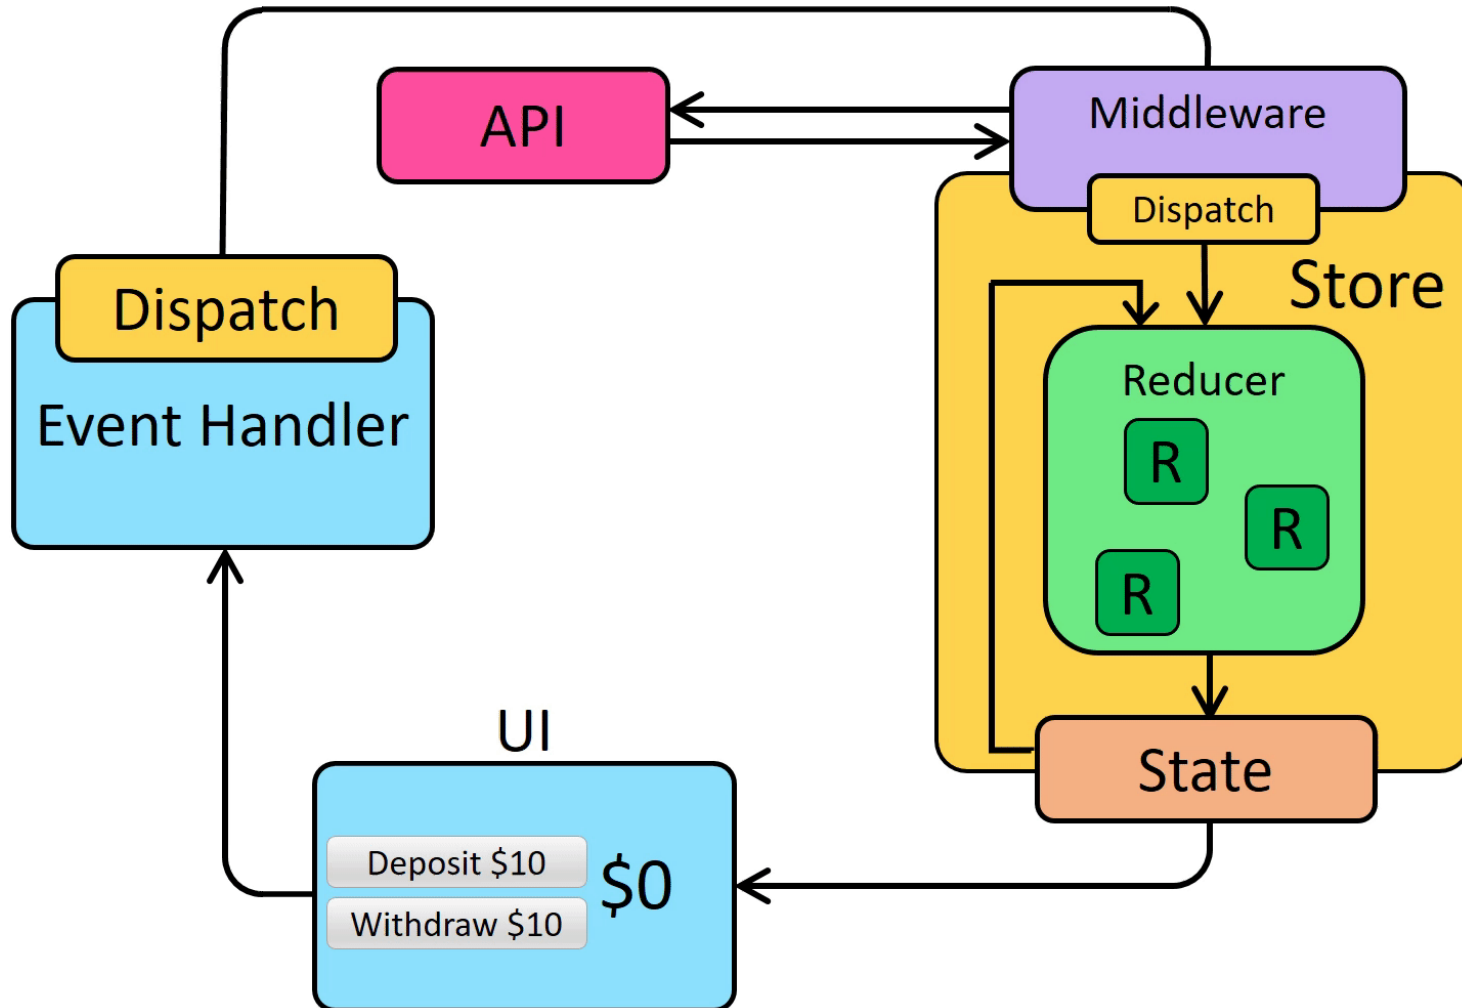 API
Middleware
Dispatch
Dispatch
Store
Event Handler
Reducer
R
R
R
UI
State
Deposit $10
$0
Withdraw $10